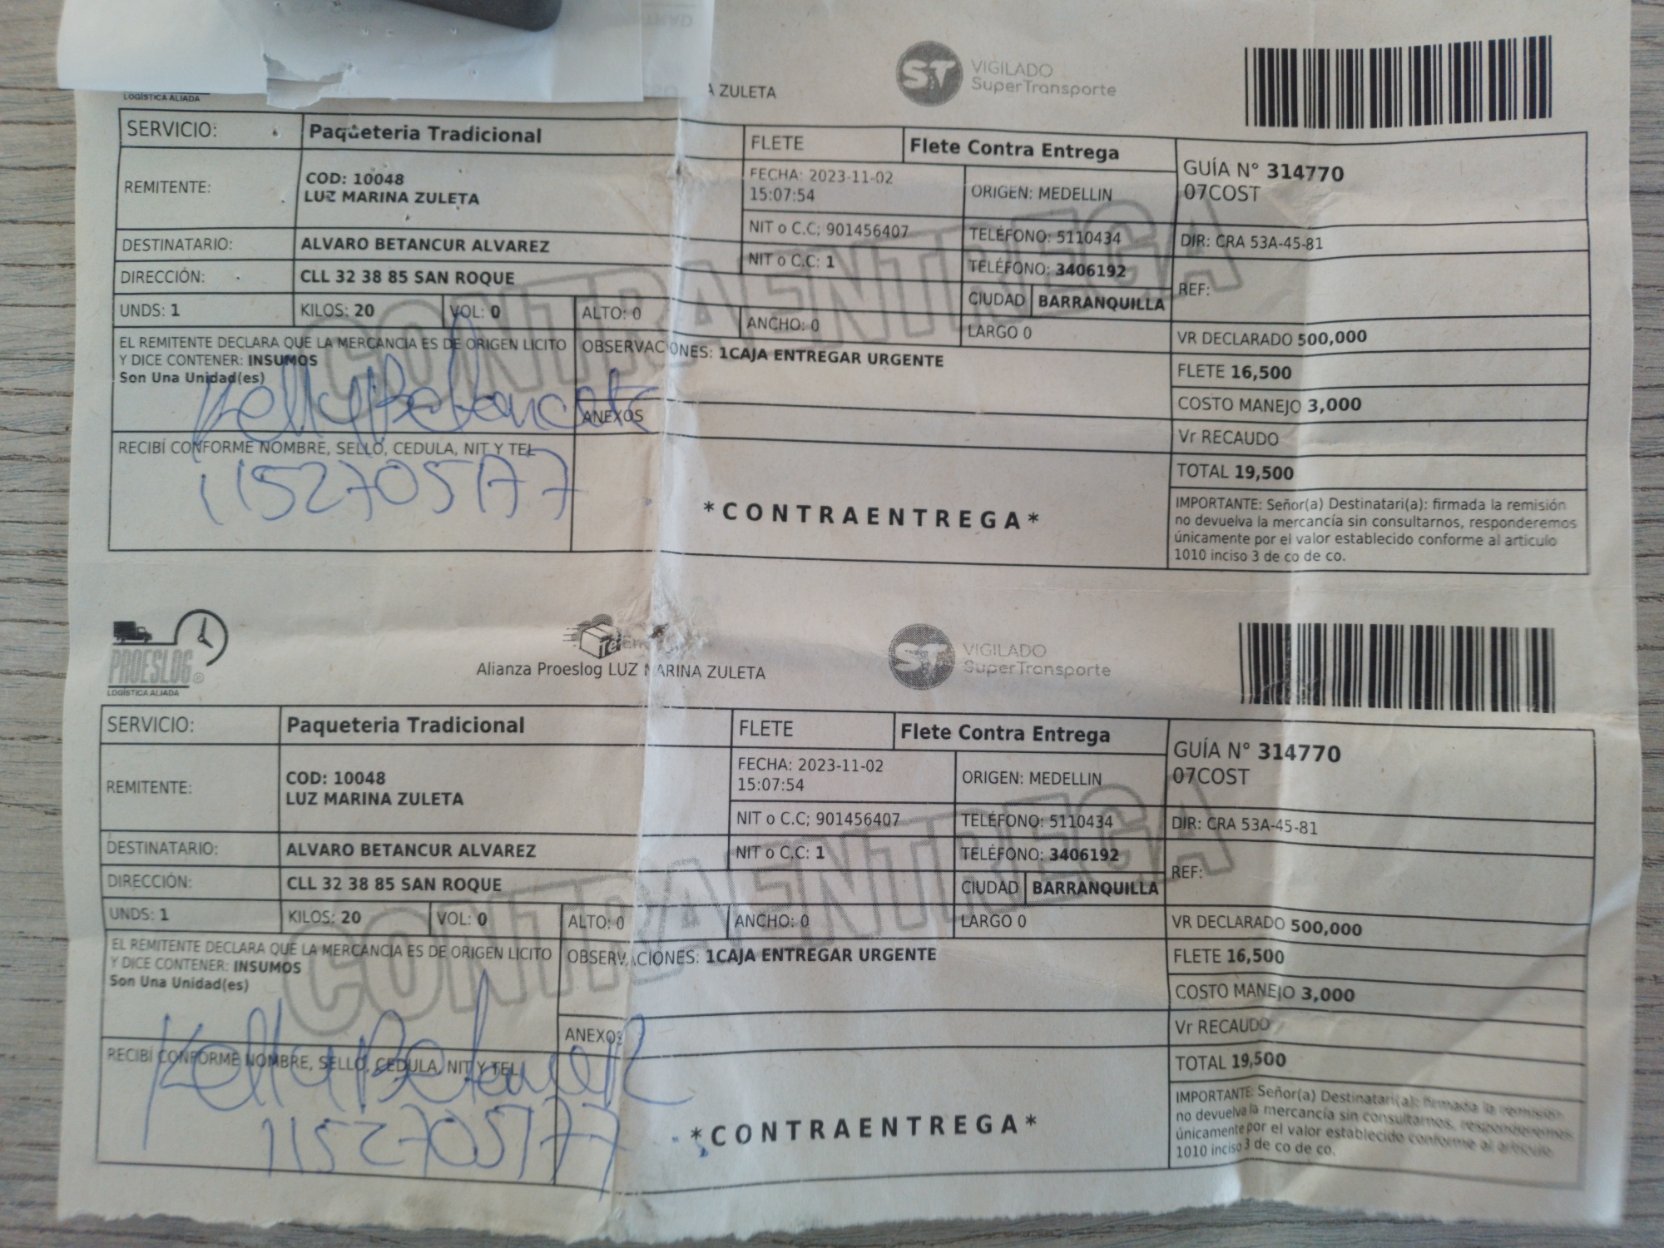 LOGISTICA ALIADA
A ZULETA
ST VIGILADO
SuperTransporte
SERVICIO: Paqueteria Tradicional FLETE Flete Contra Entrega
GUÍA N° 314770
07COST
REMITENTE: COD: 10048
LUZ MARINA ZULETA
FECHA: 2023-11-02
15:07:54
ORIGEN: MEDELLIN
NIT o C.C; 901456407 TELÉFONO: 5110434 DIR: CRA 53A-45-81
DESTINATARIO: ALVARO BETANCUR ALVAREZ NIT o C.C: 1 TELÉFONO: 3406192
DIRECCIÓN: CLL 32 38 85 SAN ROQUE CIUDAD BARRANQUILLA REF:
UNDS: 1 KILOS: 20 VOL: 0 ALTO: 0 ANCHO: 0 LARGO 0 VR DECLARADO 500,000
EL REMITENTE DECLARA QUE LA MERCANCIA ES DE ORIGEN LICITO
Y DICE CONTENER: INSUMOS
Son Una Unidad(es)
OBSERVACIONES: 1CAJA ENTREGAR URGENTE
FLETE 16,500
COSTO MANEJO 3,000
ANEXOS
Vr RECAUDO
Kelly Betancur
RECIBÍ CONFORME NOMBRE, SELLO, CEDULA, NIT Y TEL
1152705177
TOTAL 19,500
*CONTRAENTREGA*
IMPORTANTE: Señor(a) Destinatari(a): firmada la remisión
no devuelva la mercancía sin consultarnos, responderemos
únicamente por el valor establecido conforme al articulo
1010 inciso 3 de co de co.
CONTRAENTREGA
PROESLOG®
LOGÍSTICA ALIADA
Alianza Proeslog LUZ MARINA ZULETA
ST VIGILADO
SuperTransporte
SERVICIO: Paqueteria Tradicional FLETE Flete Contra Entrega
GUÍA N° 314770
07COST
REMITENTE: COD: 10048
LUZ MARINA ZULETA
FECHA: 2023-11-02
15:07:54
ORIGEN: MEDELLIN
NIT o C.C; 901456407 TELÉFONO: 5110434 DIR: CRA 53A-45-81
DESTINATARIO: ALVARO BETANCUR ALVAREZ NIT o C.C: 1 TELÉFONO: 3406192
DIRECCIÓN: CLL 32 38 85 SAN ROQUE CIUDAD BARRANQUILLA REF:
UNDS: 1 KILOS: 20 VOL: 0 ALTO: 0 ANCHO: 0 LARGO 0 VR DECLARADO 500,000
EL REMITENTE DECLARA QUE LA MERCANCIA ES DE ORIGEN LICITO
Y DICE CONTENER: INSUMOS
Son Una Unidad(es)
OBSERVACIONES: 1CAJA ENTREGAR URGENTE
FLETE 16,500
COSTO MANEJO 3,000
ANEXOS
Vr RECAUDO
Kelly Betancur
RECIBÍ CONFORME NOMBRE, SELLO, CEDULA, NIT Y TEL
1152705177
TOTAL 19,500
*CONTRAENTREGA*
IMPORTANTE: Señor(a) Destinatari(a): firmada la remisión
no devuelva la mercancía sin consultarnos, responderemos
únicamente por el valor establecido conforme al articulo
1010 inciso 3 de co de co.
CONTRAENTREGA